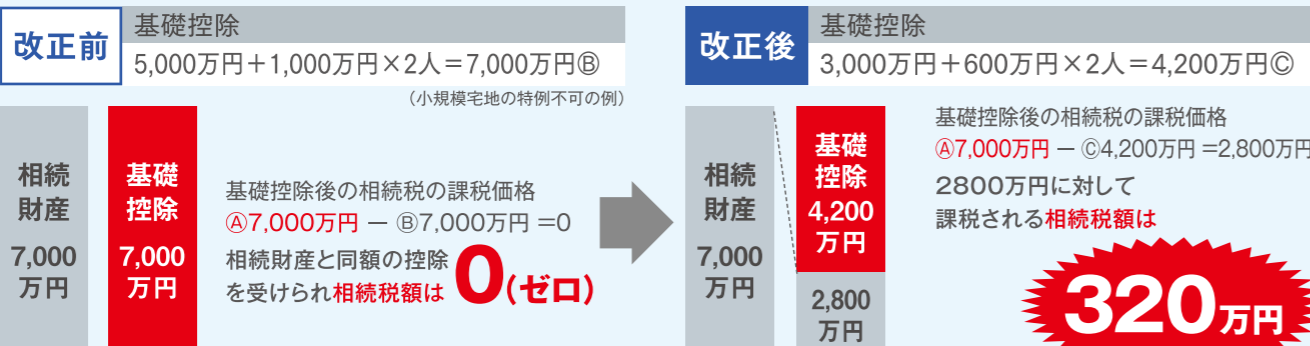 改正前
基礎控除
5,000万円＋1,000万円×2人＝7,000万円Ⓑ
（小規模宅地の特例不可の例）
相続
財産
7,000
万円
基礎
控除
7,000
万円
基礎控除後の相続税の課税価格
Ⓐ7,000万円 － Ⓑ7,000万円 =0
相続財産と同額の控除
を受けられ相続税額は
0(ゼロ)
改正後
基礎控除
3,000万円＋600万円×2人＝4,200万円Ⓒ
相続
財産
7,000
万円
基礎
控除
4,200
万円
2,800
万円
基礎控除後の相続税の課税価格
Ⓐ7,000万円 － Ⓒ4,200万円 =2,800万円
2800万円に対して
課税される相続税額は
320万円